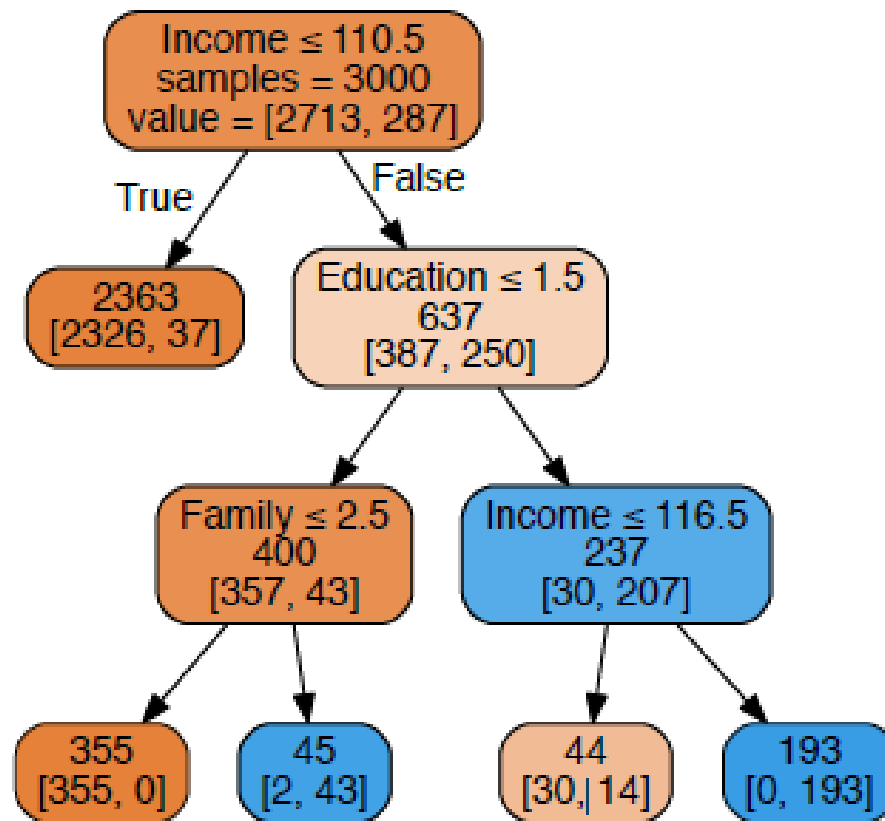 Income ≤ 110.5
samples = 3000
value = [2713, 287]
True
False
2363
[2326, 37]
Education ≤ 1.5
637
[387, 250]
Family ≤ 2.5
400
[357, 43]
Income ≤ 116.5
237
[30, 207]
355
[355, 0]
45
[2, 43]
44
[30,| 14]
193
[0, 193]